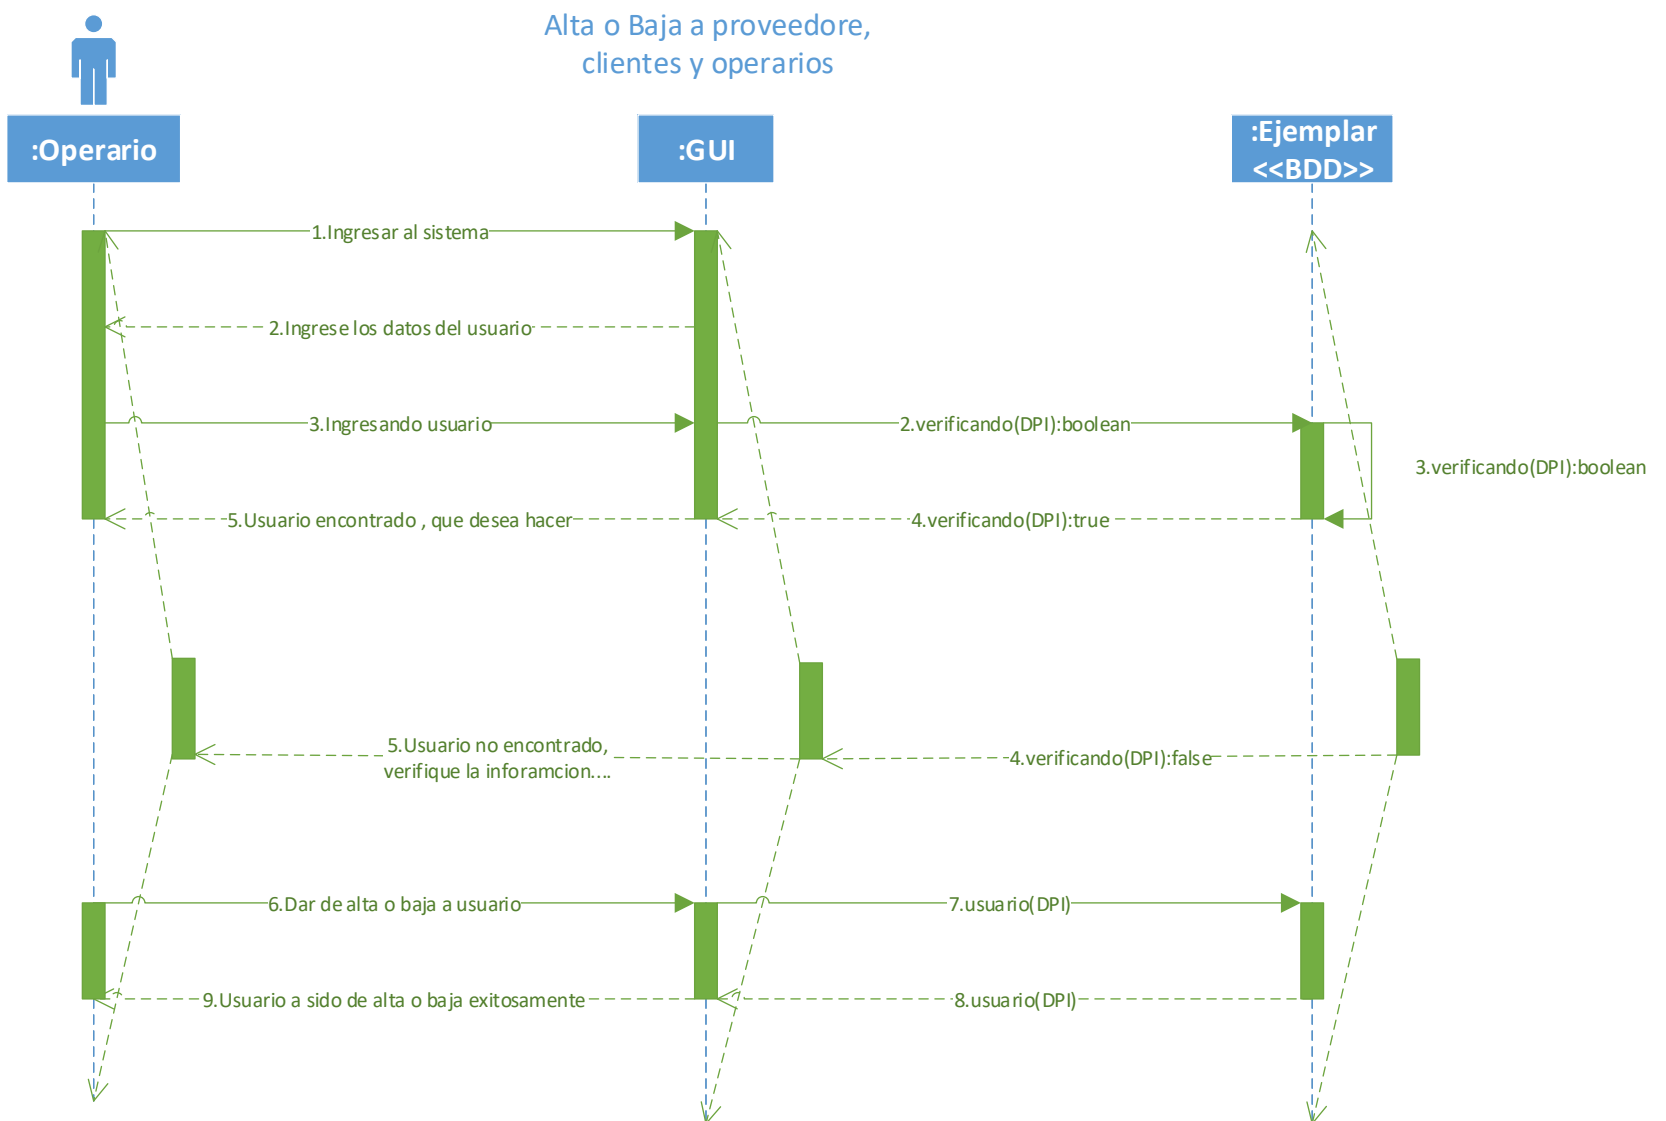 Alta o Baja a proveedore,
clientes y operarios
:Operario
:GUI
:Ejemplar
<<BDD>>
1.Ingresar al sistema
2.Ingrese los datos del usuario
3.Ingresando usuario
2.verificando(DPI):boolean
3.verificando(DPI):boolean
5.Usuario encontrado , que desea hacer
4.verificando(DPI):true
5.Usuario no encontrado,
verifique la inforamcion....
4.verificando(DPI):false
6.Dar de alta o baja a usuario
7.usuario(DPI)
9.Usuario a sido de alta o baja exitosamente
8.usuario(DPI)